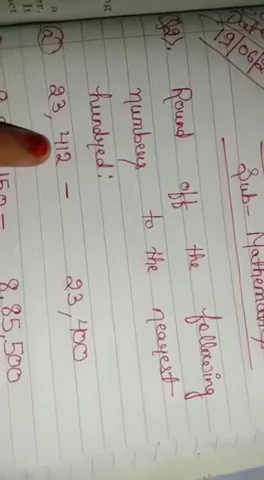 19/06/
Sub- Mathematics
Q2). Round off the following
numbers to the nearest
hundred:
(a) 23,412 - 23,400
150 - 8,85,500